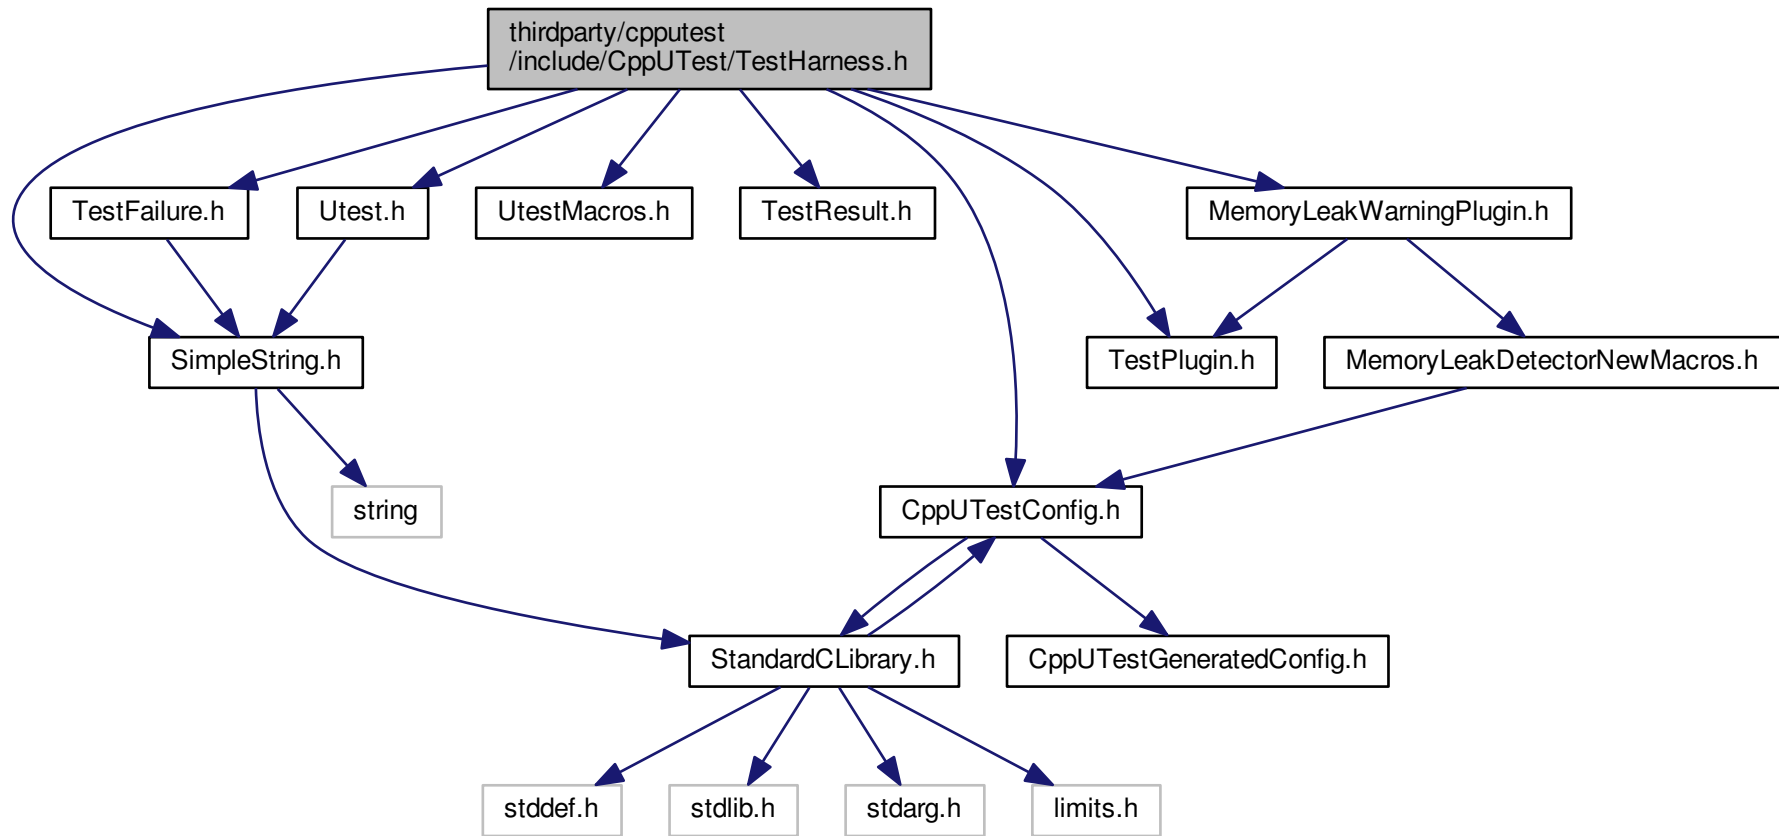 thirdparty/cpputest
/include/CppUTest/TestHarness.h
TestFailure.h
Utest.h
UtestMacros.h
TestResult.h
MemoryLeakWarningPlugin.h
SimpleString.h
TestPlugin.h
MemoryLeakDetectorNewMacros.h
string
CppUTestConfig.h
StandardCLibrary.h
CppUTestGeneratedConfig.h
stddef.h
stdlib.h
stdarg.h
limits.h